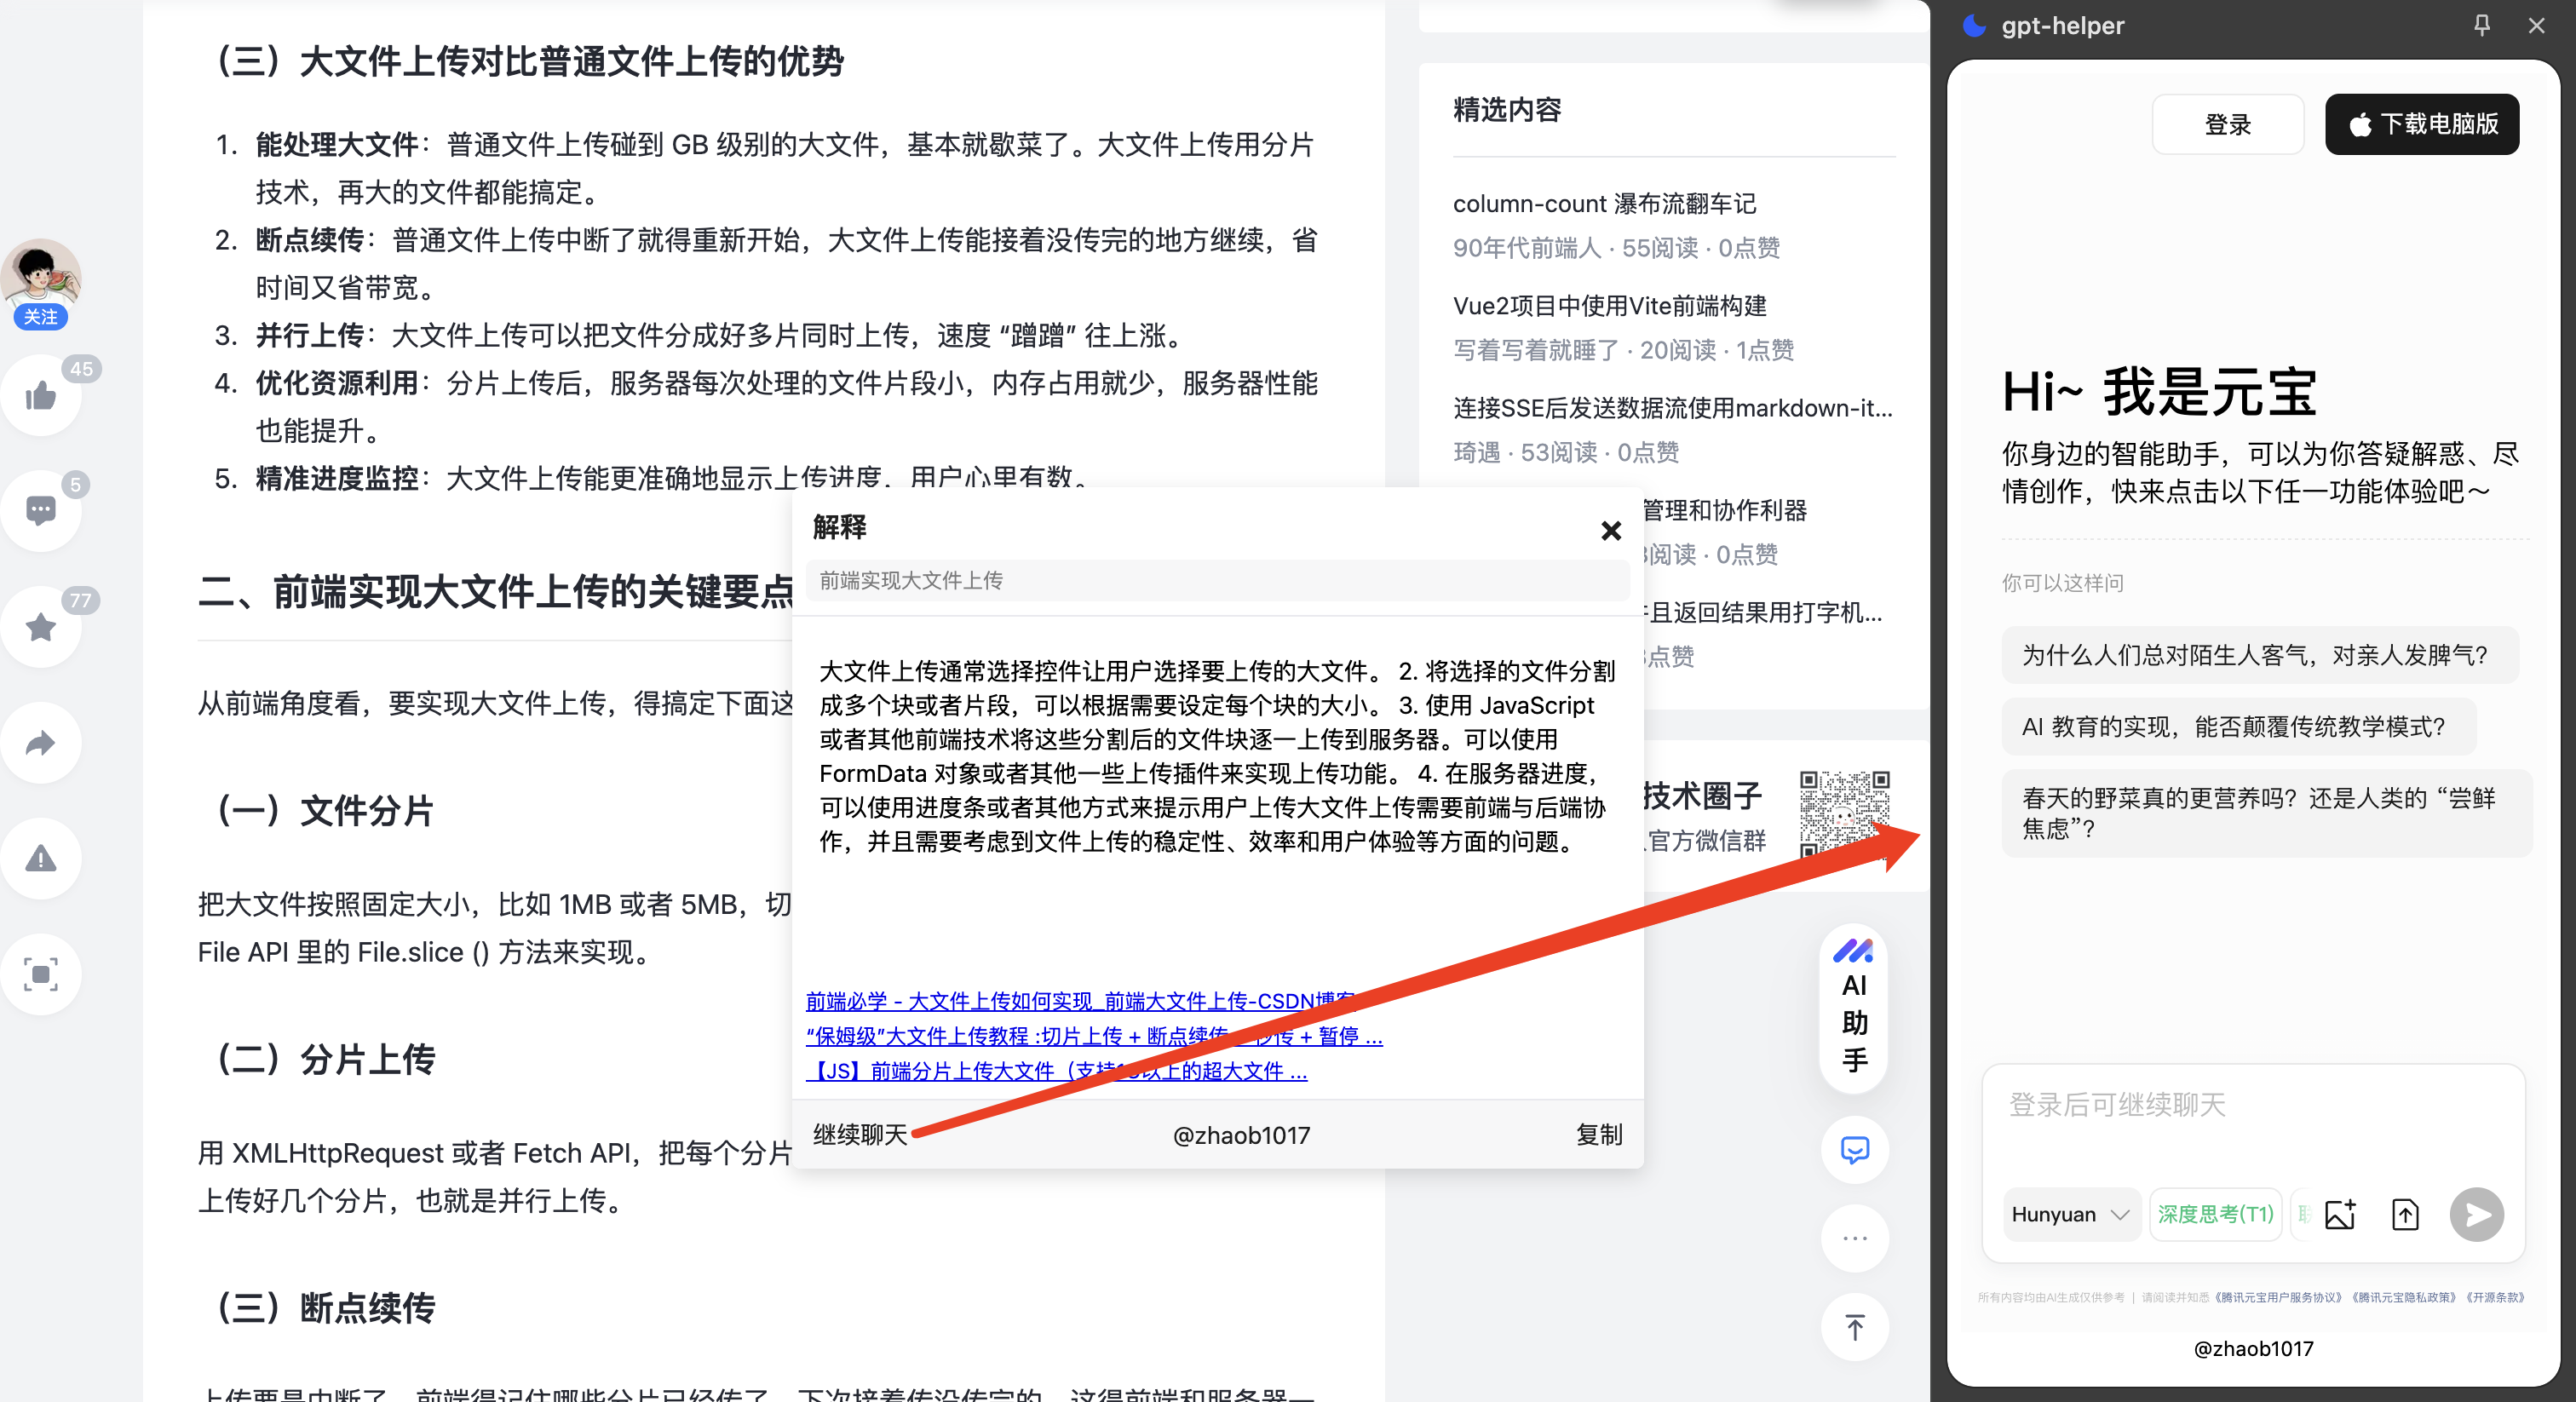 （三）大文件上传对比普通文件上传的优势
1. 能处理大文件：普通文件上传碰到 GB 级别的大文件，基本就歇菜了。大文件上传用分片
技术，再大的文件都能搞定。
2. 断点续传：普通文件上传中断了就得重新开始，大文件上传能接着没传完的地方继续，省
时间又省带宽。
3. 并行上传：大文件上传可以把文件分成好多片同时上传，速度 “蹭蹭” 往上涨。
4. 优化资源利用：分片上传后，服务器每次处理的文件片段小，内存占用就少，服务器性能
也能提升。
5. 精准进度监控：大文件上传能更准确地显示上传进度，用户心里有数。
二、前端实现大文件上传的关键要点
从前端角度看，要实现大文件上传，得搞定下面这
（一）文件分片
把大文件按照固定大小，比如 1MB 或者 5MB，切
File API 里的 File.slice () 方法来实现。
（二）分片上传
用 XMLHttpRequest 或者 Fetch API，把每个分片
上传好几个分片，也就是并行上传。
（三）断点续传
上传要是中断了，前端得记住哪些分片已经传了，下次接着传没传完的。这得前端和服务器一
关注
45
5
77
解释
前端实现大文件上传
大文件上传通常选择控件让用户选择要上传的大文件。 2. 将选择的文件分割
成多个块或者片段，可以根据需要设定每个块的大小。 3. 使用 JavaScript
或者其他前端技术将这些分割后的文件块逐一上传到服务器。可以使用
FormData 对象或者其他一些上传插件来实现上传功能。 4. 在服务器进度，
可以使用进度条或者其他方式来提示用户上传大文件上传需要前端与后端协
作，并且需要考虑到文件上传的稳定性、效率和用户体验等方面的问题。
前端必学 - 大文件上传如何实现_前端大文件上传-CSDN博客
“保姆级”大文件上传教程 :切片上传 + 断点续传 + 秒传 + 暂停 ...
【JS】前端分片上传大文件（支持 以上的超大文件 ...
继续聊天
@zhaob1017
复制
精选内容
column-count 瀑布流翻车记
90年代前端人 · 55阅读 · 0点赞
Vue2项目中使用Vite前端构建
写着写着就睡了 · 20阅读 · 1点赞
连接SSE后发送数据流使用markdown-it...
琦遇 · 53阅读 · 0点赞
管理和协作利器
阅读 · 0点赞
且返回结果用打字机...
点赞
技术圈子
官方微信群
AI
助
手
gpt-helper
登录
下载电脑版
Hi~ 我是元宝
你身边的智能助手，可以为你答疑解惑、尽
情创作，快来点击以下任一功能体验吧～
你可以这样问
为什么人们总对陌生人客气，对亲人发脾气？
AI 教育的实现，能否颠覆传统教学模式？
春天的野菜真的更营养吗？还是人类的 “尝鲜
焦虑”？
登录后可继续聊天
Hunyuan
深度思考(T1)
所有内容均由AI生成仅供参考 | 请阅读并知悉《腾讯元宝用户服务协议》《腾讯元宝隐私政策》《开源条款》
@zhaob1017